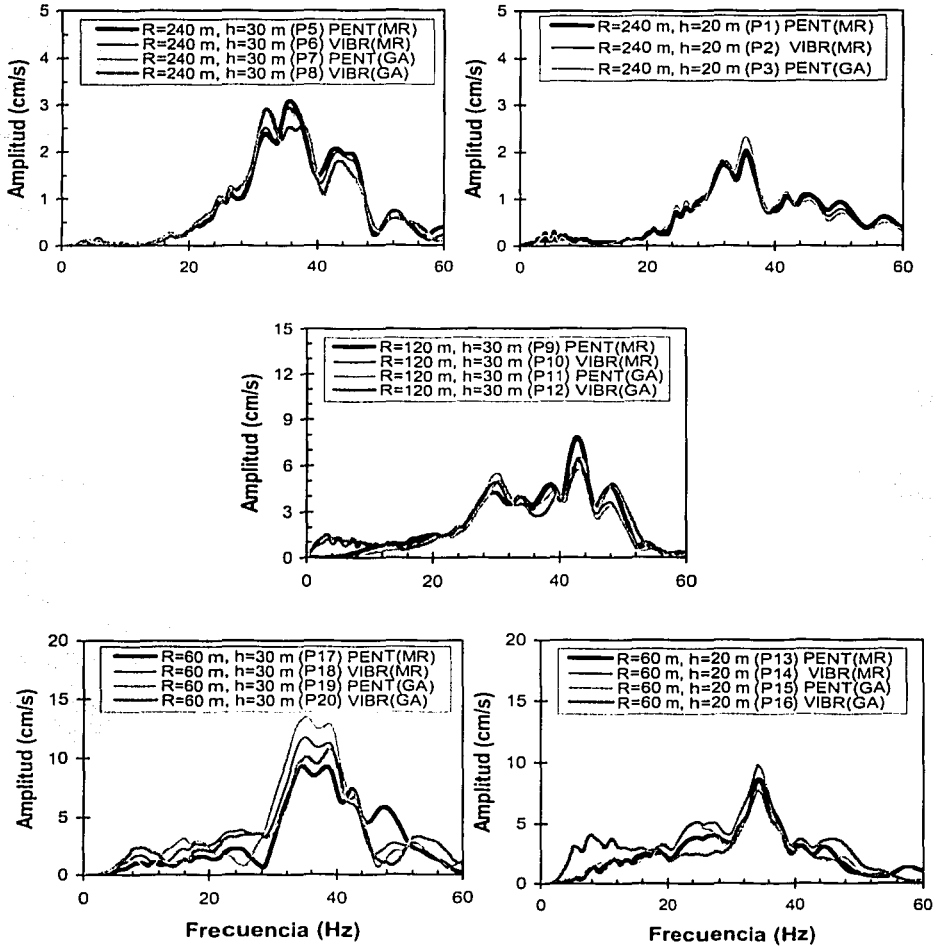 R=240 m, h=30 m (P5) PENT(MR)
R=240 m, h=30 m (P6) VIBR(MR)
R=240 m, h=30 m (P7) PENT(GA)
R=240 m, h=30 m (P8) VIBR(GA)
Amplitud (cm/s)
5
4
3
2
1
0
0 20 40 60
R=240 m, h=20 m (P1) PENT(MR)
R=240 m, h=20 m (P2) VIBR(MR)
R=240 m, h=20 m (P3) PENT(GA)
Amplitud (cm/s)
5
4
3
2
1
0
0 20 40 60
R=120 m, h=30 m (P9) PENT(MR)
R=120 m, h=30 m (P10) VIBR(MR)
R=120 m, h=30 m (P11) PENT(GA)
R=120 m, h=30 m (P12) VIBR(GA)
Amplitud (cm/s)
15
12
9
6
3
0
0 20 40 60
R=60 m, h=30 m (P17) PENT(MR)
R=60 m, h=30 m (P18) VIBR(MR)
R=60 m, h=30 m (P19) PENT(GA)
R=60 m, h=30 m (P20) VIBR(GA)
Amplitud (cm/s)
20
15
10
5
0
0 20 40 60
Frecuencia (Hz)
R=60 m, h=20 m (P13) PENT(MR)
R=60 m, h=20 m (P14) VIBR(MR)
R=60 m, h=20 m (P15) PENT(GA)
R=60 m, h=20 m (P16) VIBR(GA)
Amplitud (cm/s)
20
15
10
5
0
0 20 40 60
Frecuencia (Hz)